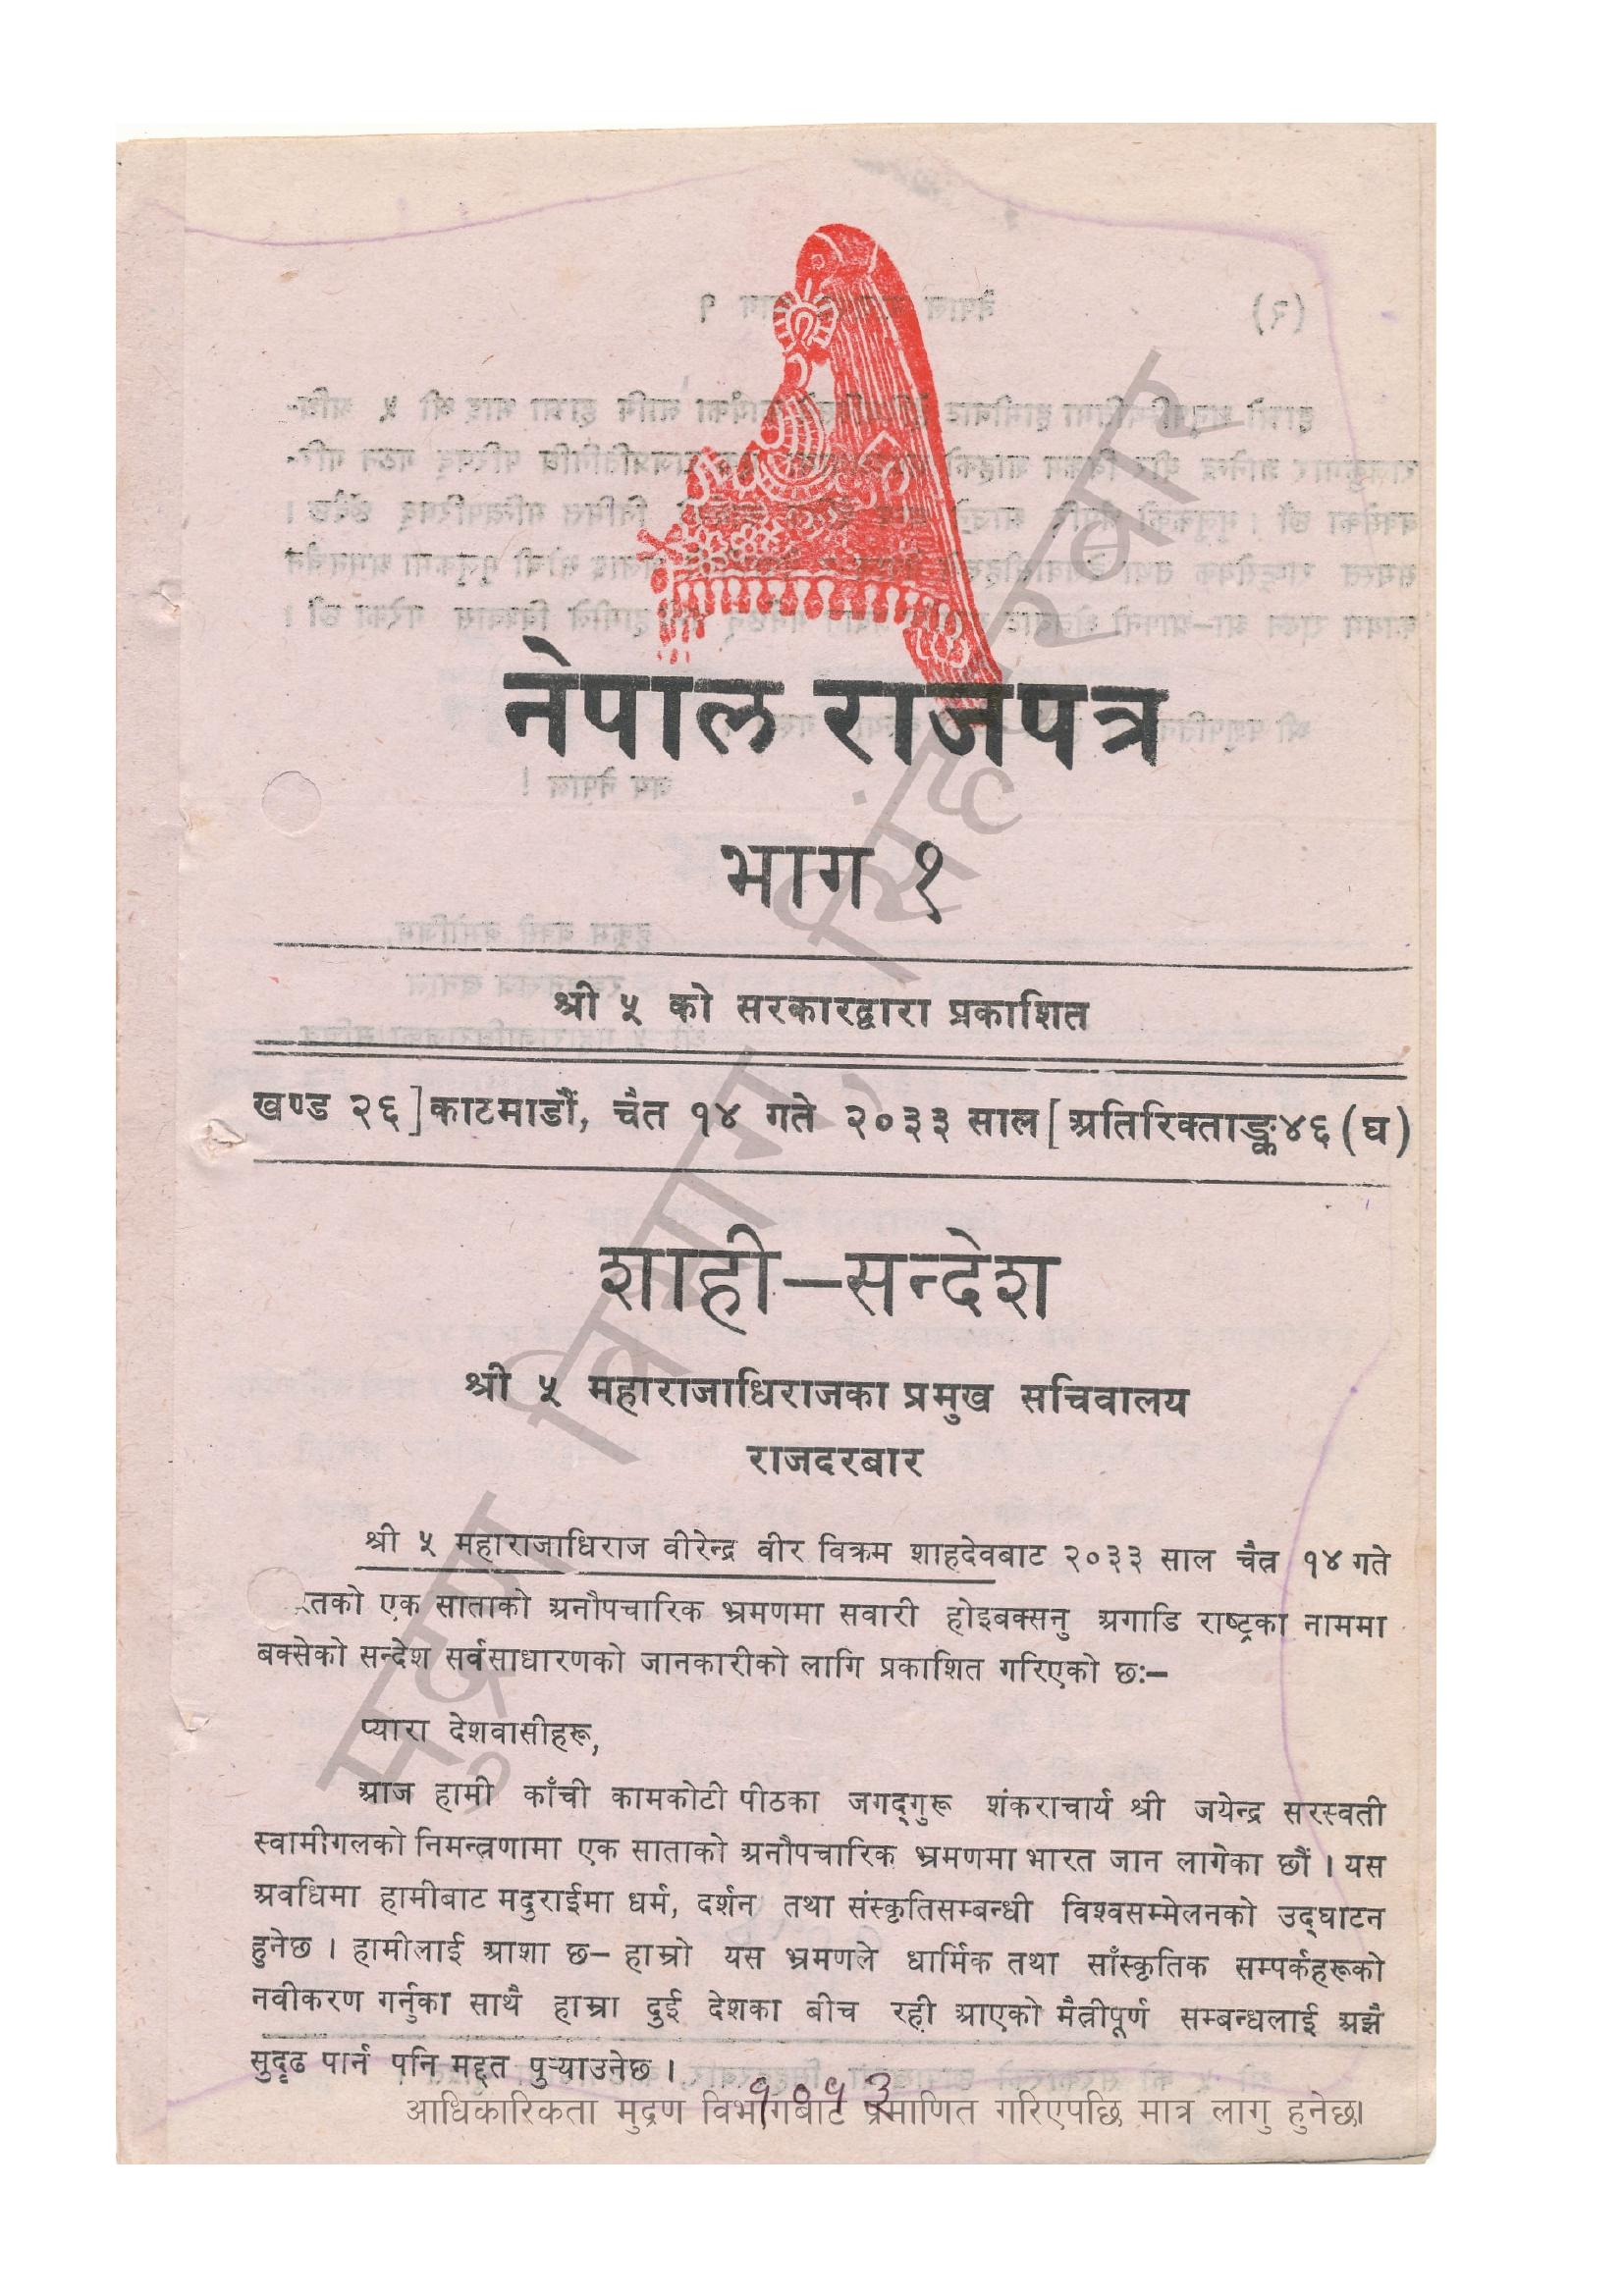 नेपाल राजपत्र
भाग १
श्री ५ को सरकारद्वारा प्रकाशित
खण्ड २६] काटमाडौं, चैत १४ गते २०३३ साल [अतिरिक्ताङ्क ४६ (घ)
शाही–सन्देश
श्री ५ महाराजाधिराजका प्रमुख सचिवालय
राजदरबार
श्री ५ महाराजाधिराज वीरेन्द्र वीर विक्रम शाहदेवबाट २०३३ साल चैत्र १४ गते
रतको एक साताको अनौपचारिक भ्रमणमा सवारी होइबक्सनु अगाडि राष्ट्रका नाममा
बक्सेको सन्देश सर्वसाधारणको जानकारीको लागि प्रकाशित गरिएको छः–
प्यारा देशवासीहरू,
आज हामी काँची कामकोटी पीठका जगद्गुरू शंकराचार्य श्री जयेन्द्र सरस्वती
स्वामीगलको निमन्त्रणामा एक साताको अनौपचारिक भ्रमणमा भारत जान लागेका छौं । यस
अवधिमा हामीबाट मदुराईमा धर्म, दर्शन तथा संस्कृतिसम्बन्धी विश्वसम्मेलनको उद्घाटन
हुनेछ । हामीलाई आशा छ– हाम्रो यस भ्रमणले धार्मिक तथा साँस्कृतिक सम्पर्कहरूको
नवीकरण गर्नुका साथै हाम्रा दुई देशका बीच रही आएको मैत्रीपूर्ण सम्बन्धलाई अझै
सुदृढ पार्न पनि मद्दत पुर्‍याउनेछ ।
१०१३
आधिकारिकता मुद्रण विभागबाट प्रमाणित गरिएपछि मात्र लागु हुनेछ।
मुद्रण विभाग, सिंहदरबार